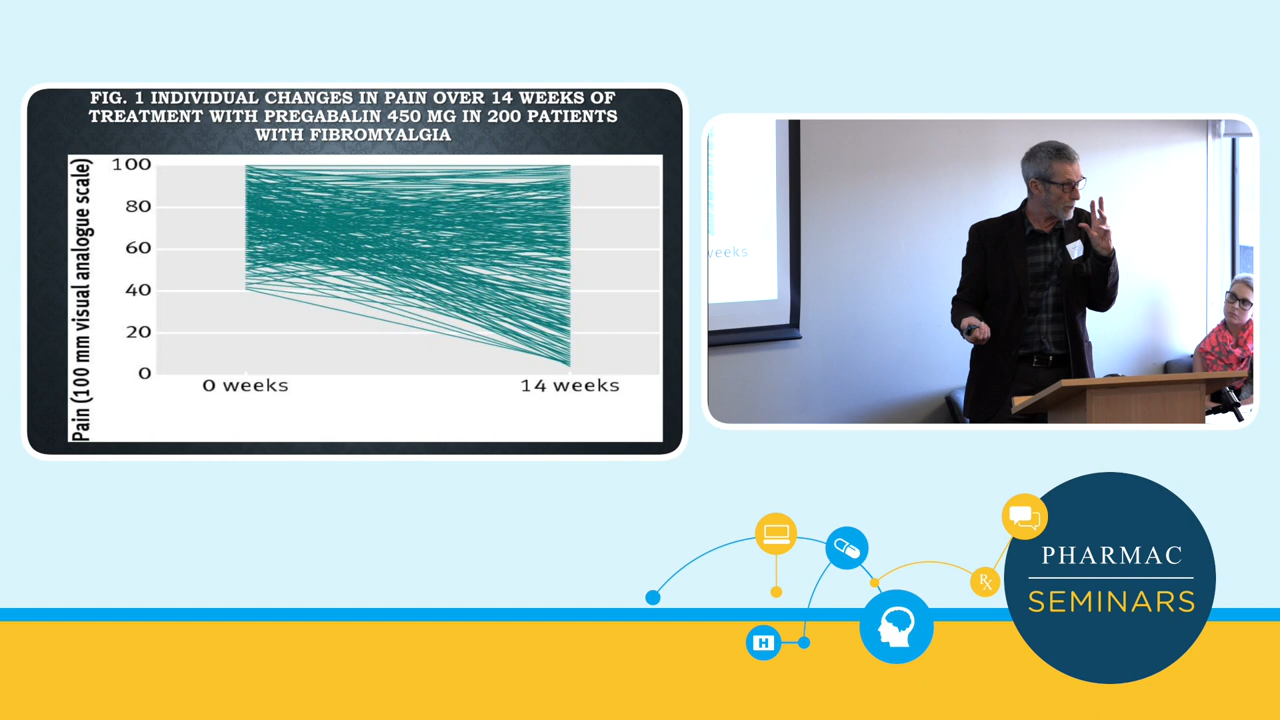 FIG. 1 INDIVIDUAL CHANGES IN PAIN OVER 14 WEEKS OF
TREATMENT WITH PREGABALIN 450 MG IN 200 PATIENTS
WITH FIBROMYALGIA
Pain (100 mm visual analogue scale)
100
80
60
40
20
0
0 weeks
14 weeks
weeks
H
Rx
PHARMAC
SEMINARS